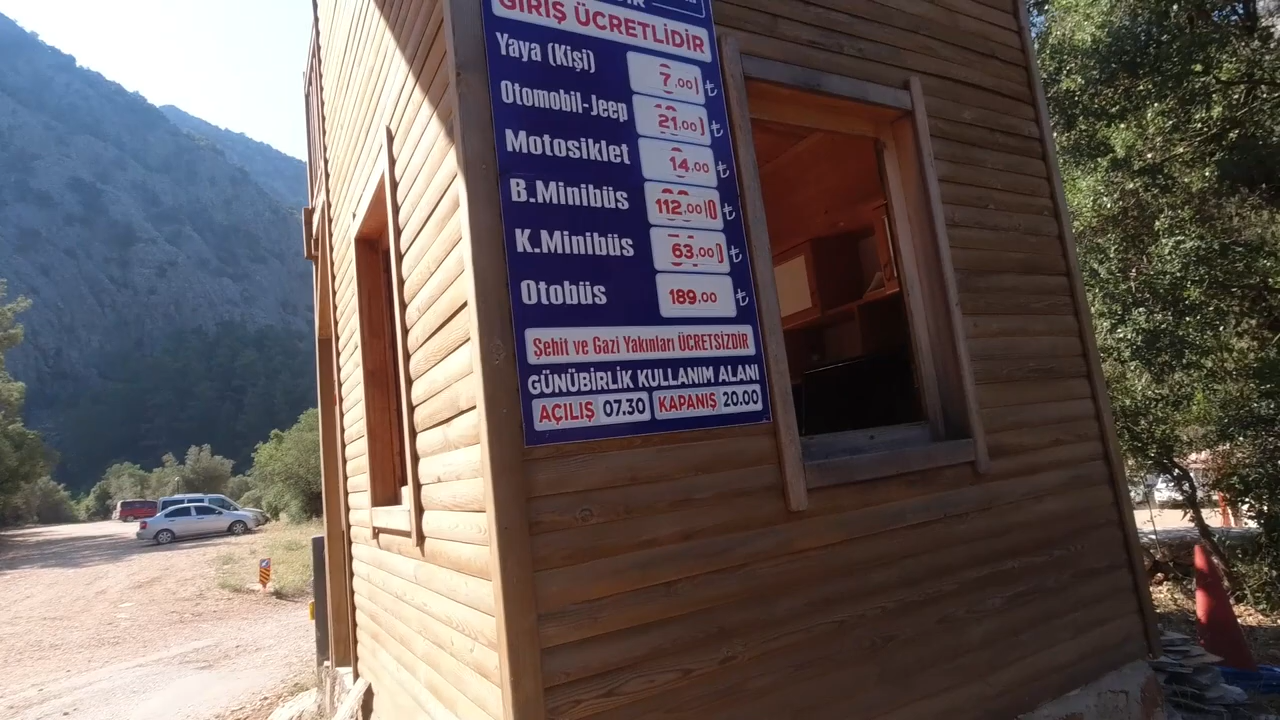 GİRİŞ ÜCRETLİDİR
Yaya (Kişi) 7,00 ₺
Otomobil-Jeep 21,00 ₺
Motosiklet 14,00 ₺
B.Minibüs 112,00 ₺
K.Minibüs 63,00 ₺
Otobüs 189,00 ₺
Şehit ve Gazi Yakınları ÜCRETSİZDİR
GÜNÜBİRLİK KULLANIM ALANI
AÇILIŞ 07.30 KAPANIŞ 20.00